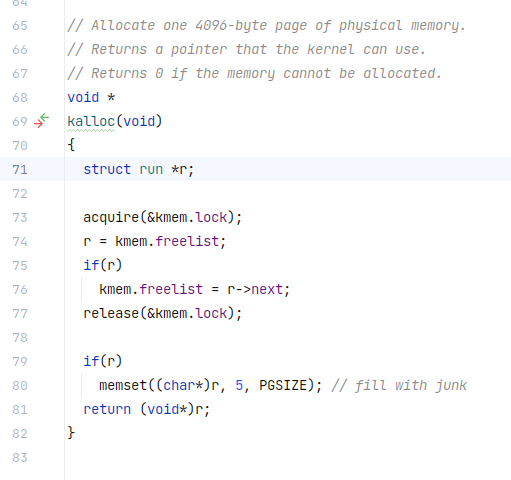 64
65 // Allocate one 4096-byte page of physical memory.
66 // Returns a pointer that the kernel can use.
67 // Returns 0 if the memory cannot be allocated.
68 void *
69 kalloc(void)
70 {
71   struct run *r;
72
73   acquire(&kmem.lock);
74   r = kmem.freelist;
75   if(r)
76     kmem.freelist = r->next;
77   release(&kmem.lock);
78
79   if(r)
80     memset((char*)r, 5, PGSIZE); // fill with junk
81   return (void*)r;
82 }
83